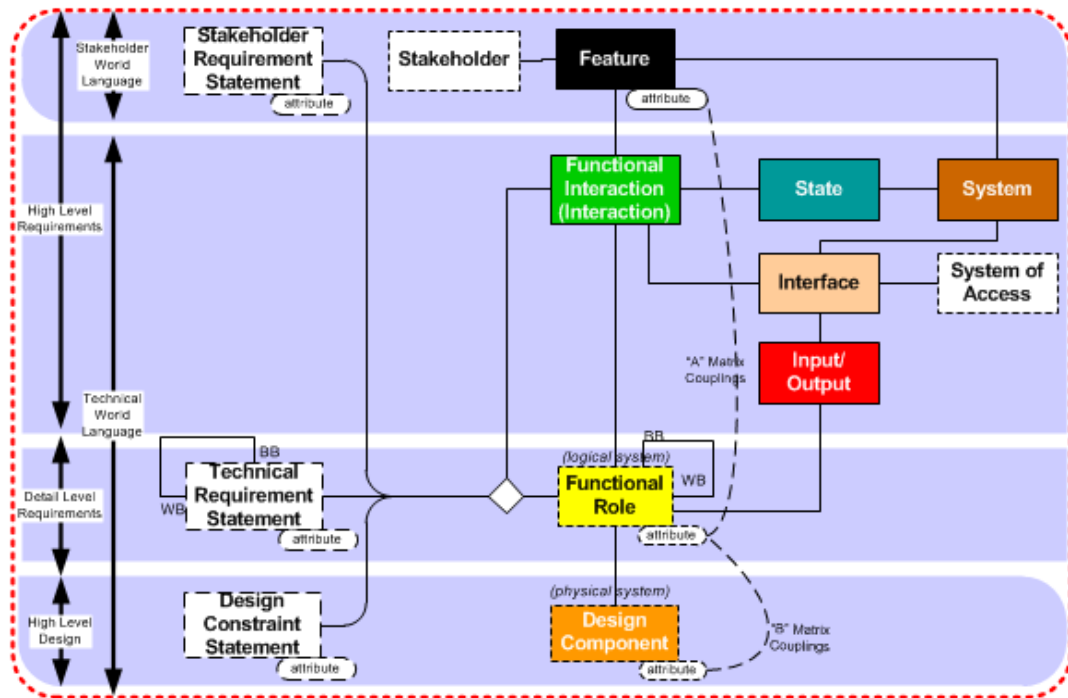 Stakeholder
World
Language
Stakeholder
Requirement
Statement
attribute
Stakeholder
Feature
attribute
High Level
Requirements
Functional
Interaction
(Interaction)
State
System
Interface
System of
Access
Input/
Output
"A" Matrix
Couplings
Technical
World
Language
Detail Level
Requirements
BB
WB
Technical
Requirement
Statement
attribute
(logical system)
BB
WB
Functional
Role
attribute
High Level
Design
Design
Constraint
Statement
attribute
(physical system)
Design
Component
attribute
"B" Matrix
Couplings